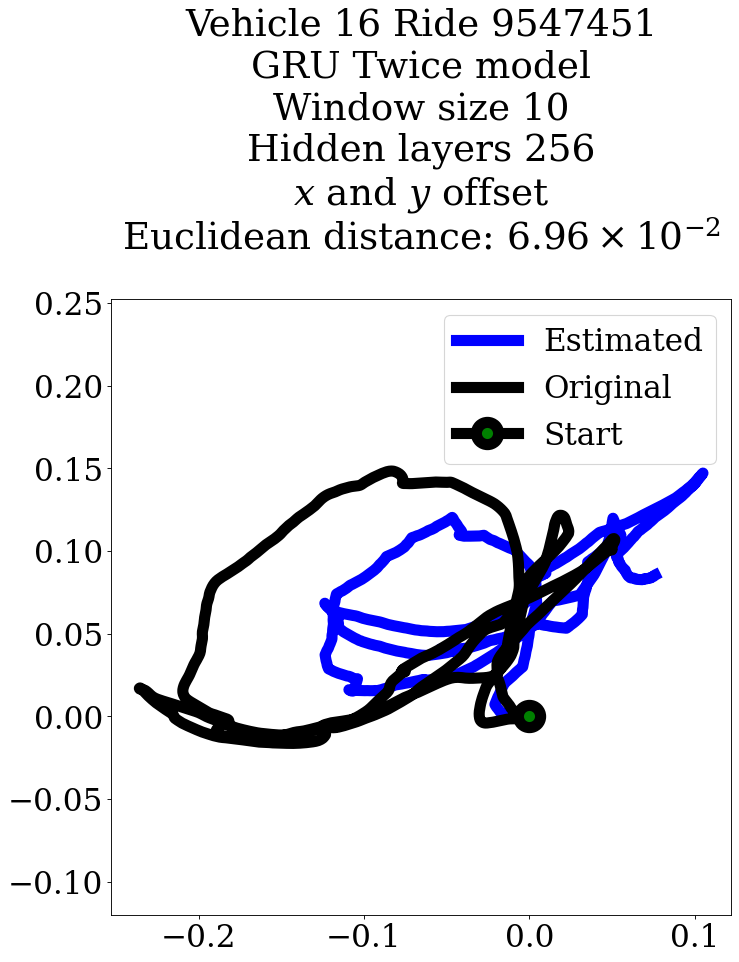 Vehicle 16 Ride 9547451
GRU Twice model
Window size 10
Hidden layers 256
x and y offset
Euclidean distance: 6.96 × 10⁻²
Estimated
Original
Start
0.25
0.20
0.15
0.10
0.05
0.00
−0.05
−0.10
−0.2 −0.1 0.0 0.1